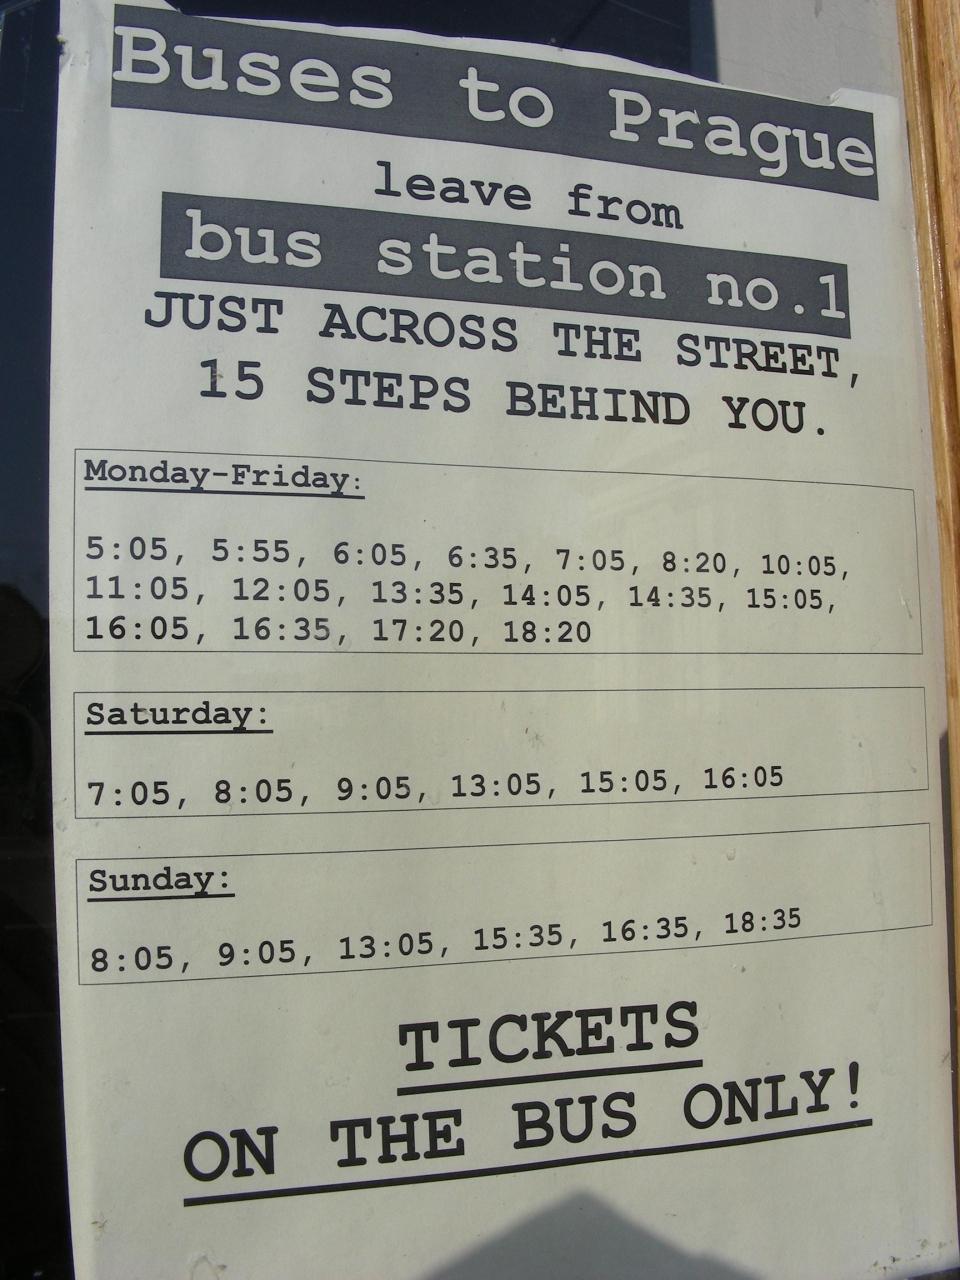 Buses to Prague
leave from
bus station no.1
JUST ACROSS THE STREET,
15 STEPS BEHIND YOU.
Monday-Friday:
5:05, 5:55, 6:05, 6:35, 7:05, 8:20, 10:05,
11:05, 12:05, 13:35, 14:05, 14:35, 15:05,
16:05, 16:35, 17:20, 18:20
Saturday:
7:05, 8:05, 9:05, 13:05, 15:05, 16:05
Sunday:
8:05, 9:05, 13:05, 15:35, 16:35, 18:35
TICKETS
ON THE BUS ONLY!